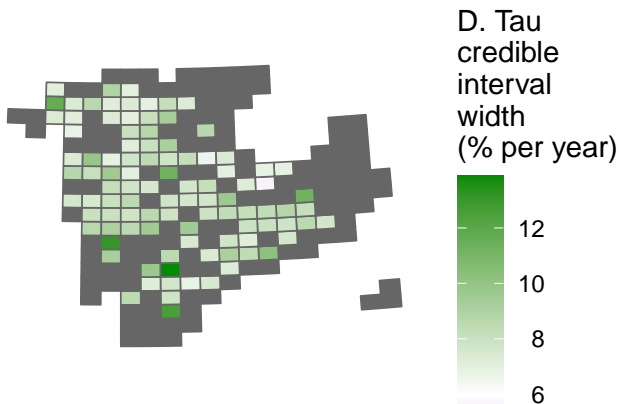 D. Tau
credible
interval
width
(% per year)
12
10
8
6